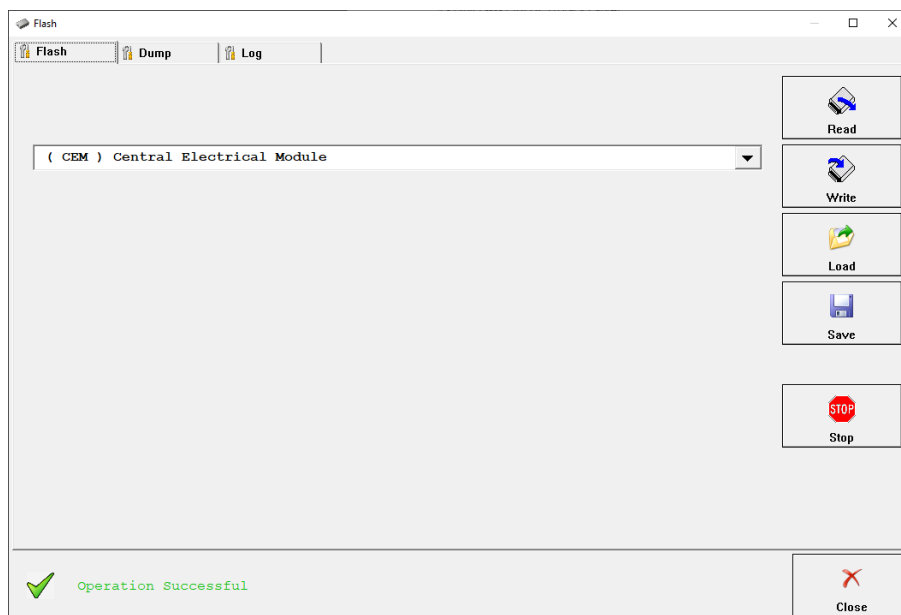 Flash
Flash
Dump
Log
Read
( CEM ) Central Electrical Module
Write
Load
Save
STOP
Stop
Operation Successful
Close